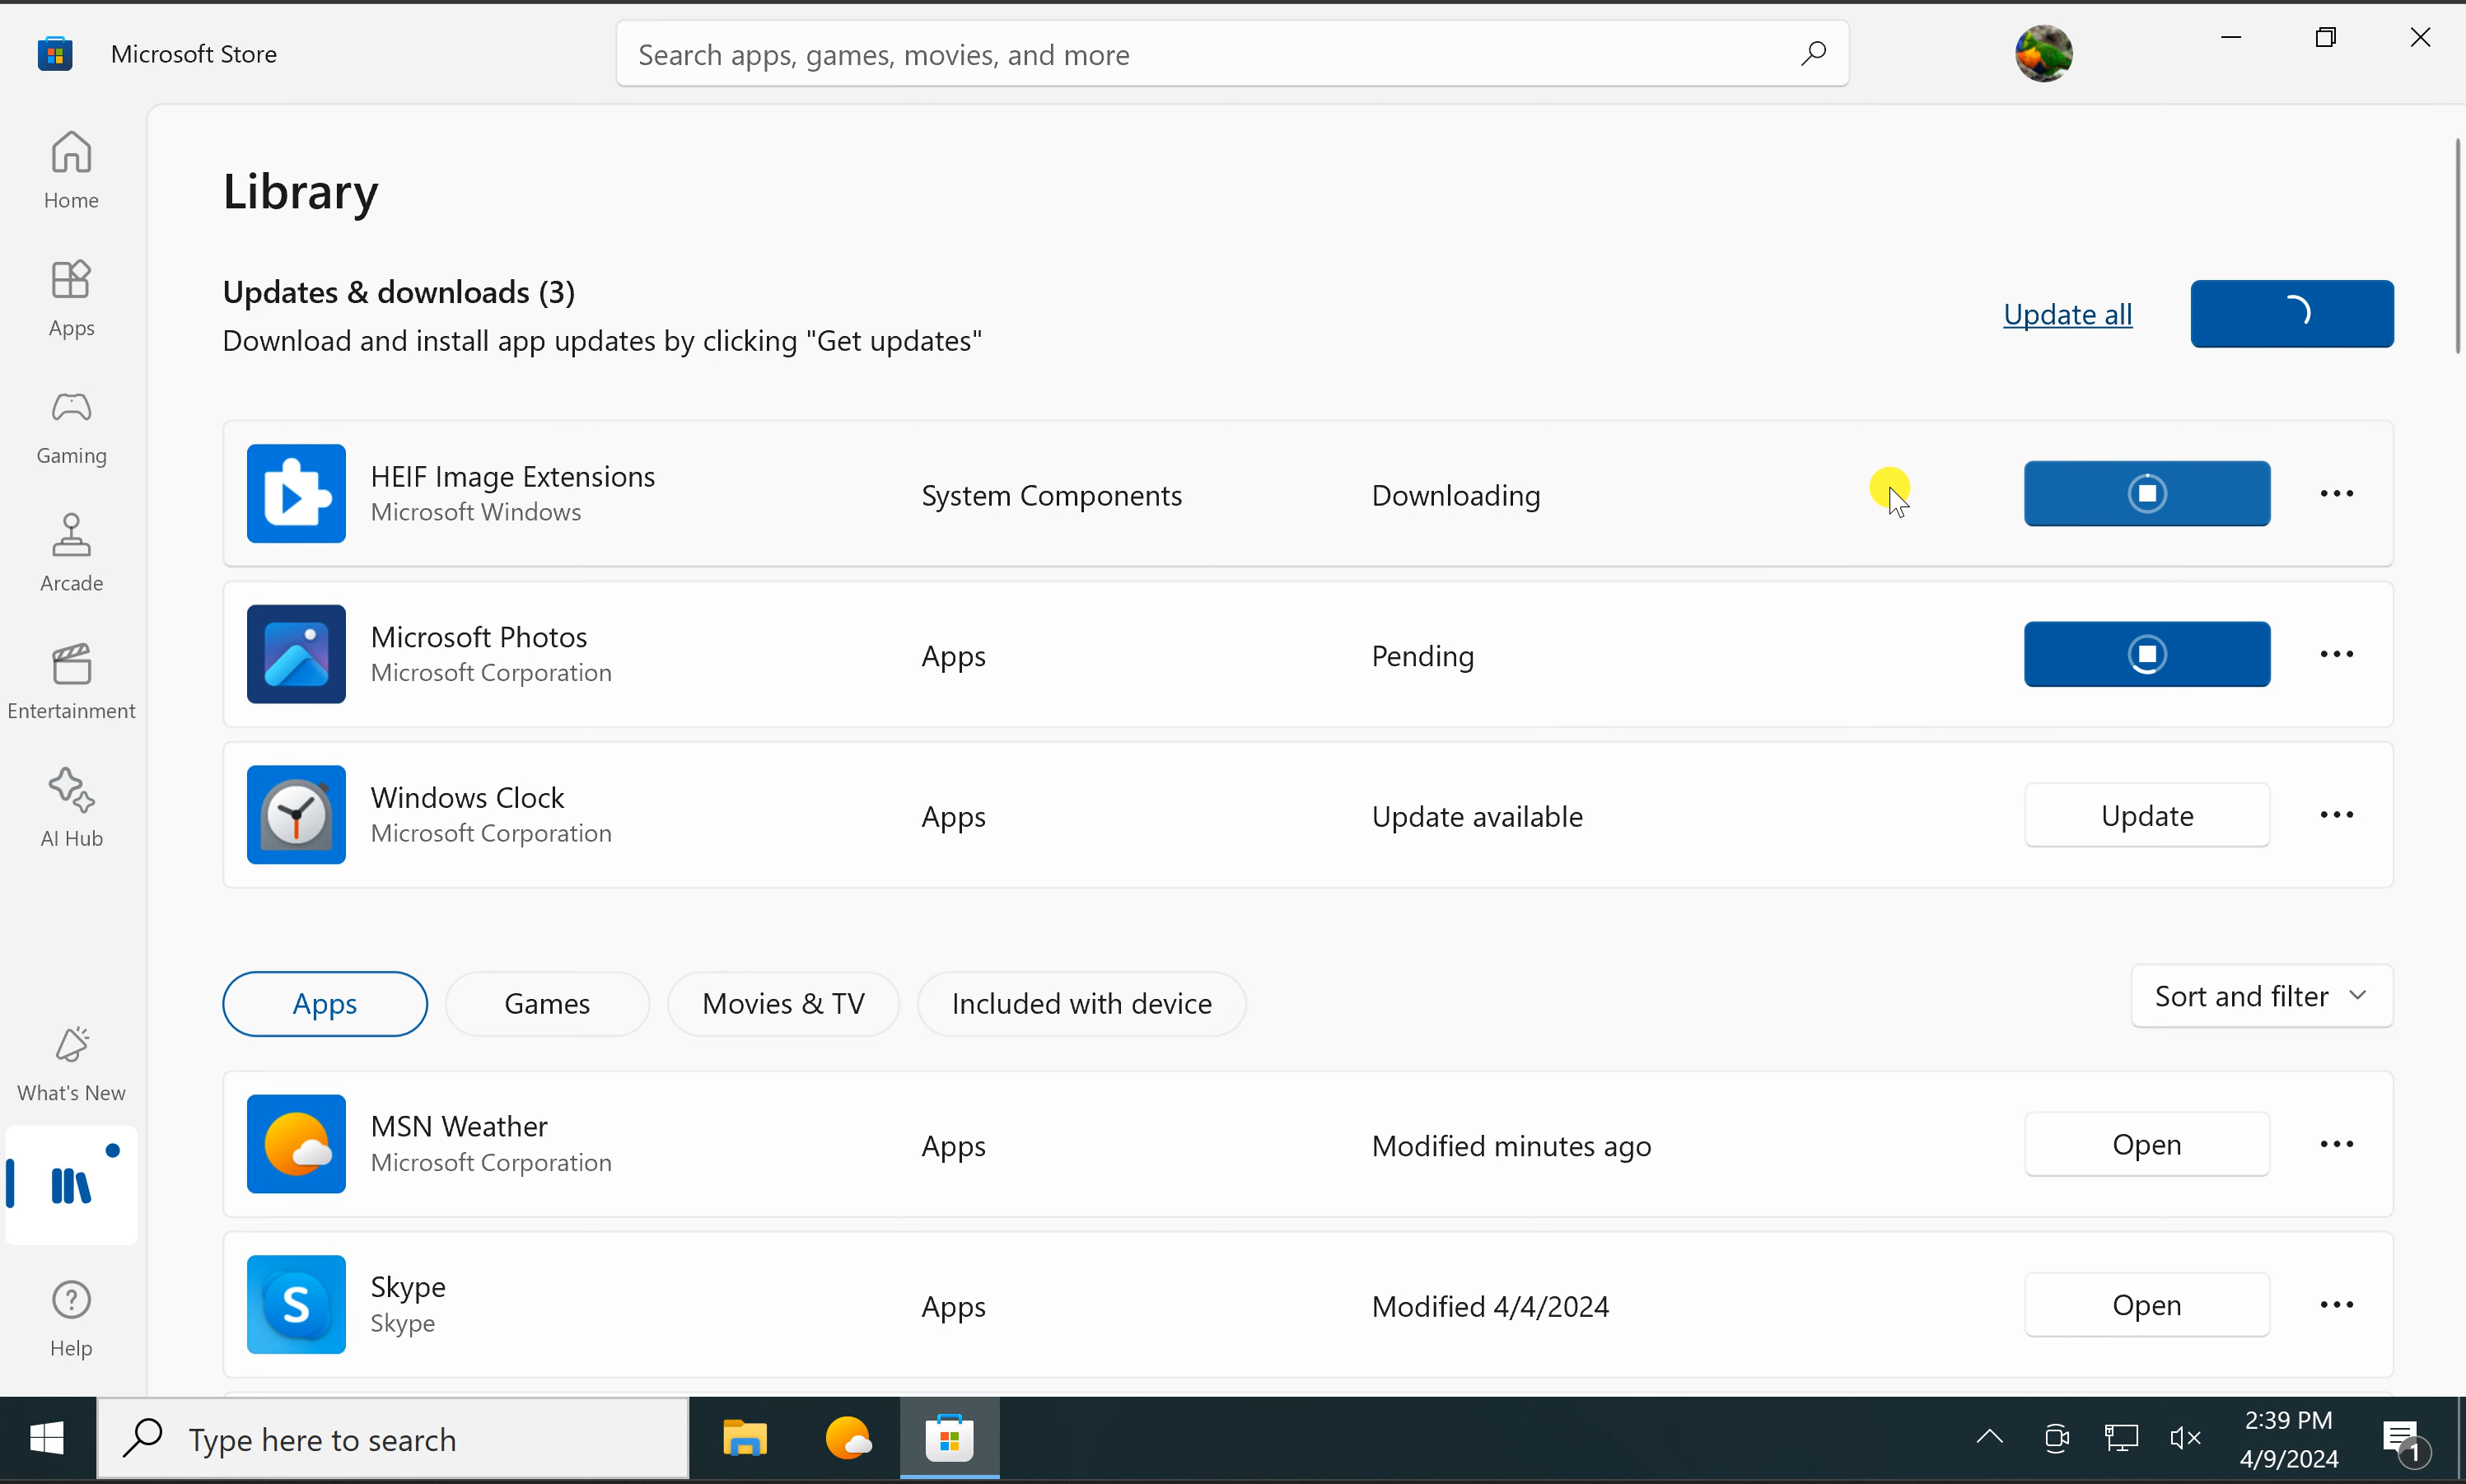 Microsoft Store
Search apps, games, movies, and more
Home
Apps
Gaming
Arcade
Entertainment
AI Hub
What's New
Help
Library
Updates & downloads (3)
Download and install app updates by clicking "Get updates"
Update all
HEIF Image Extensions
Microsoft Windows
System Components
Downloading
Microsoft Photos
Microsoft Corporation
Apps
Pending
Windows Clock
Microsoft Corporation
Apps
Update available
Update
Apps
Games
Movies & TV
Included with device
Sort and filter
MSN Weather
Microsoft Corporation
Apps
Modified minutes ago
Open
Skype
Skype
Apps
Modified 4/4/2024
Open
S
Type here to search
2:39 PM
4/9/2024
1